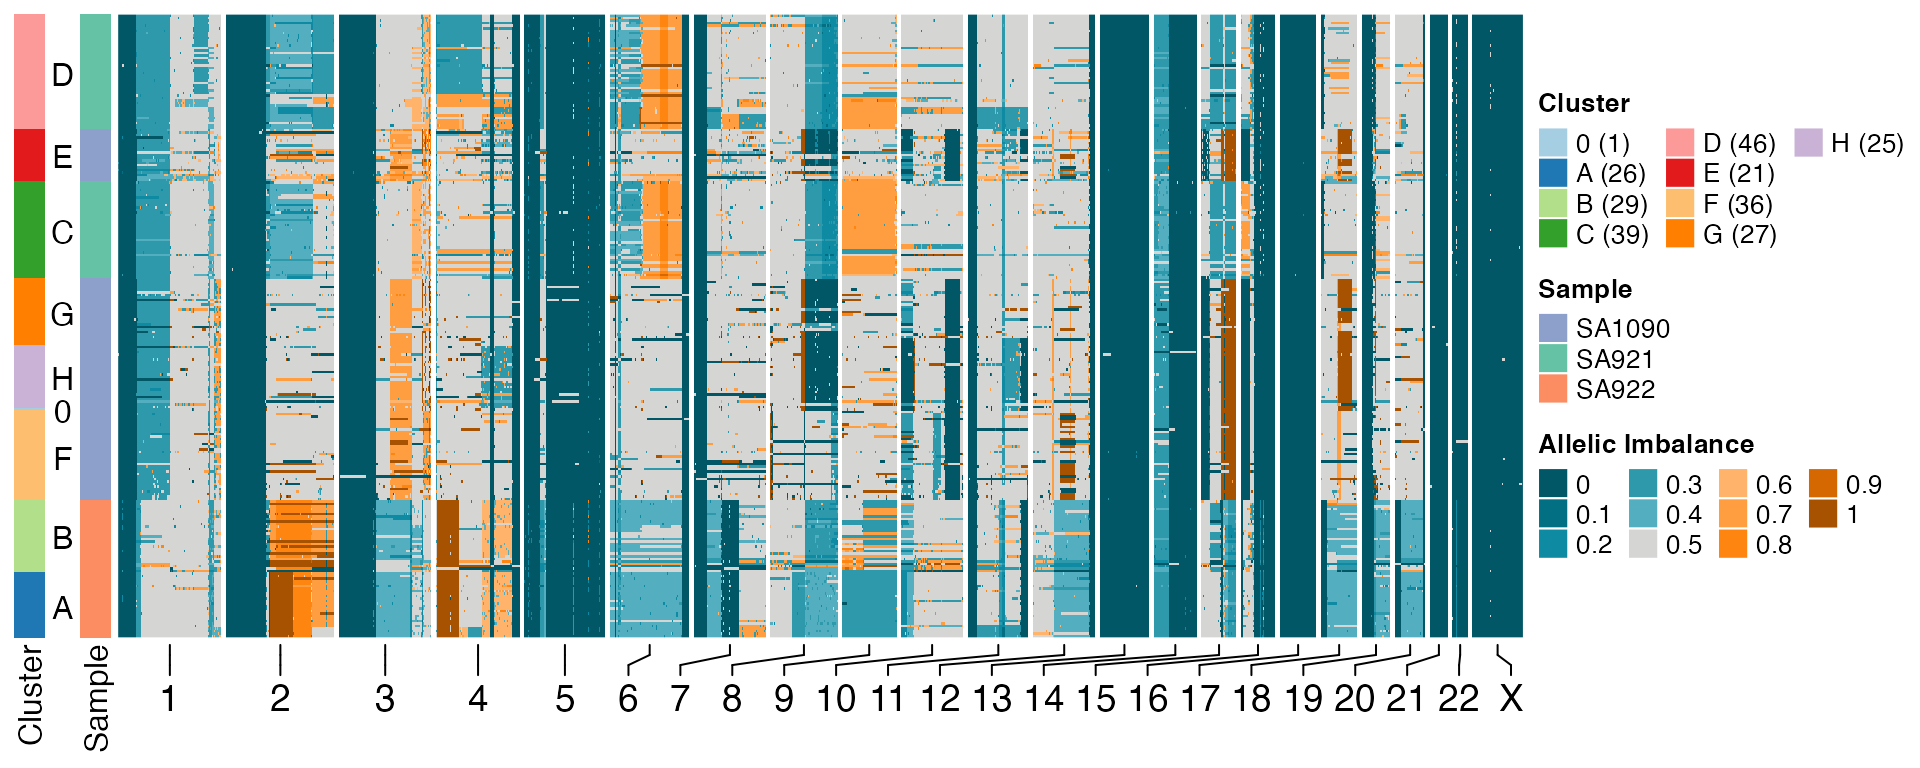 D
E
C
G
H
0
F
B
A
Cluster
Sample
1 2 3 4 5 6 7 8 9 10 11 12 13 14 15 16 17 18 19 20 21 22 X
Cluster
0 (1) D (46) H (25)
A (26) E (21)
B (29) F (36)
C (39) G (27)
Sample
SA1090
SA921
SA922
Allelic Imbalance
0 0.3 0.6 0.9
0.1 0.4 0.7 1
0.2 0.5 0.8